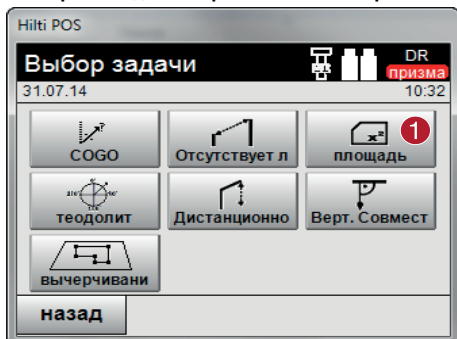 Hilti POS
Выбор задачи
DR
призма
31.07.14
10:32
COGO
Отсутствует л
x²
площадь
1
теодолит
Дистанционно
Верт. Совмест
вычерчивани
назад